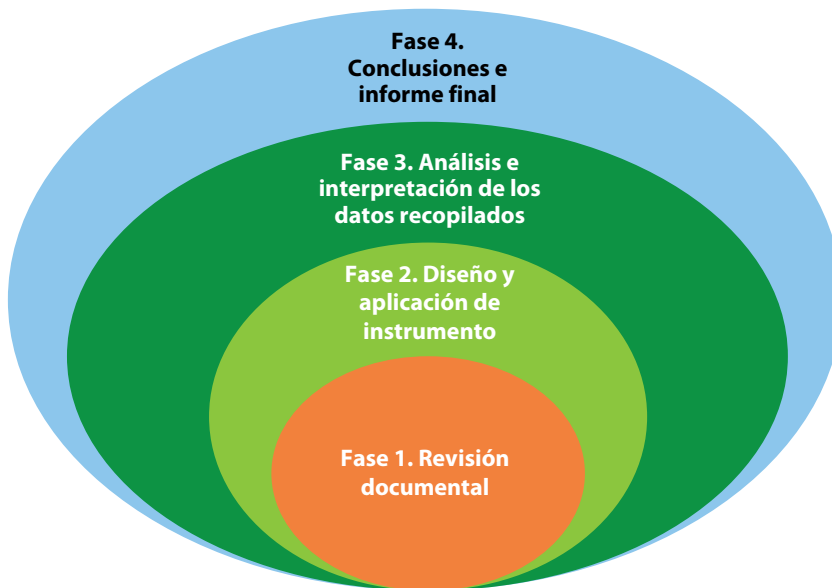 Fase 4.
Conclusiones e
informe final
Fase 3. Análisis e
interpretación de los
datos recopilados
Fase 2. Diseño y
aplicación de
instrumento
Fase 1. Revisión
documental